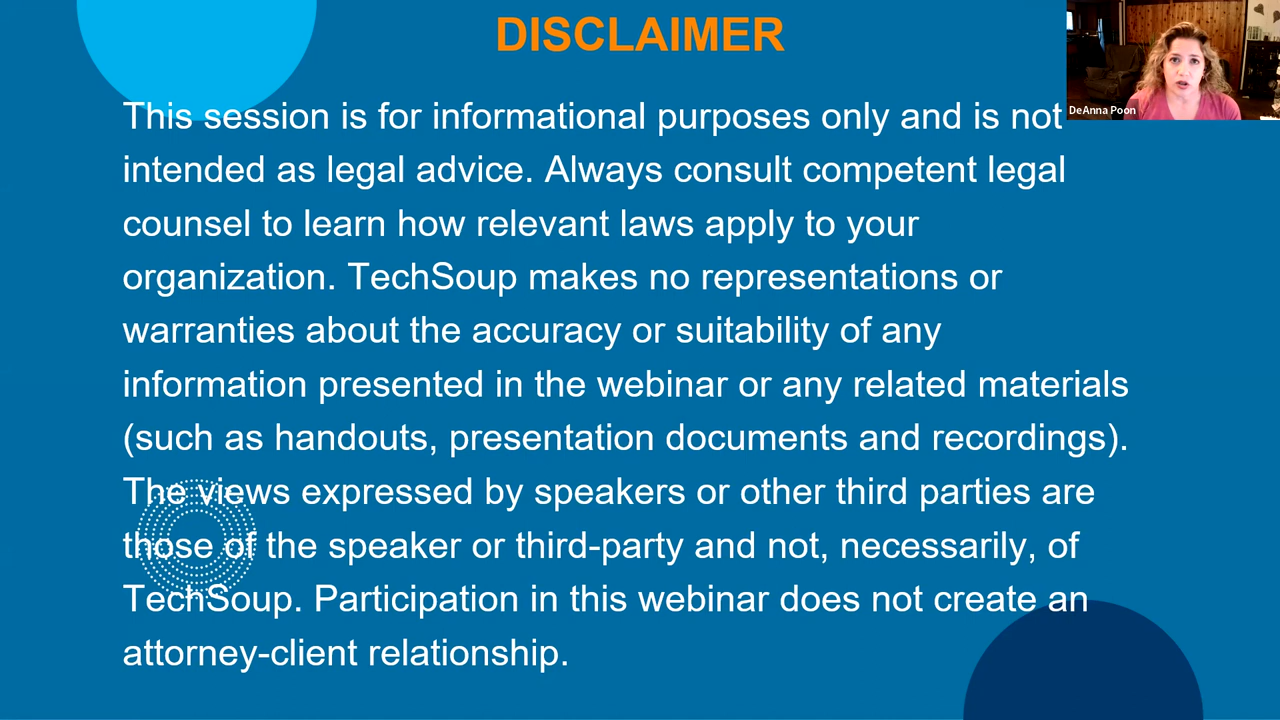 DISCLAIMER
DeAnna Poon
This session is for informational purposes only and is not
intended as legal advice. Always consult competent legal
counsel to learn how relevant laws apply to your
organization. TechSoup makes no representations or
warranties about the accuracy or suitability of any
information presented in the webinar or any related materials
(such as handouts, presentation documents and recordings).
The views expressed by speakers or other third parties are
those of the speaker or third-party and not, necessarily, of
TechSoup. Participation in this webinar does not create an
attorney-client relationship.